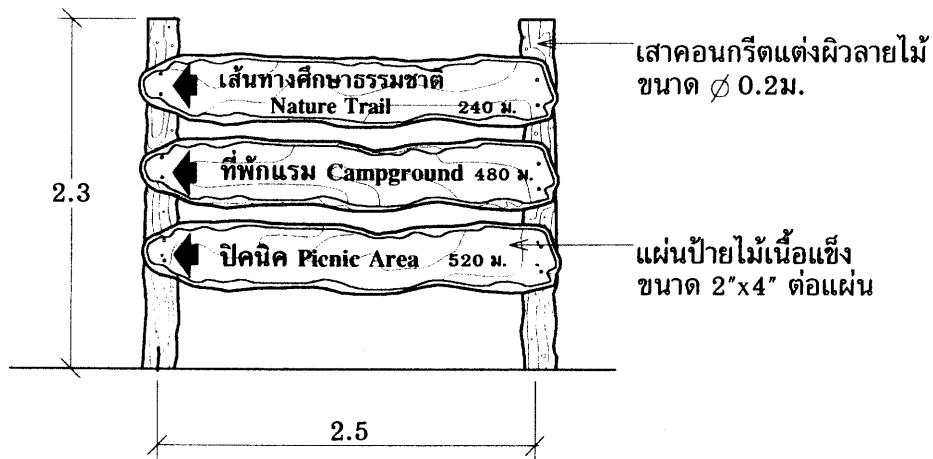 เส้นทางศึกษาธรรมชาติ
Nature Trail 240 ม.
ที่พักแรม Campground 480 ม.
ปิคนิค Picnic Area 520 ม.
เสาคอนกรีตแต่งผิวลายไม้
ขนาด ∅ 0.2ม.
แผ่นป้ายไม้เนื้อแข็ง
ขนาด 2"x4" ต่อแผ่น
2.3
2.5